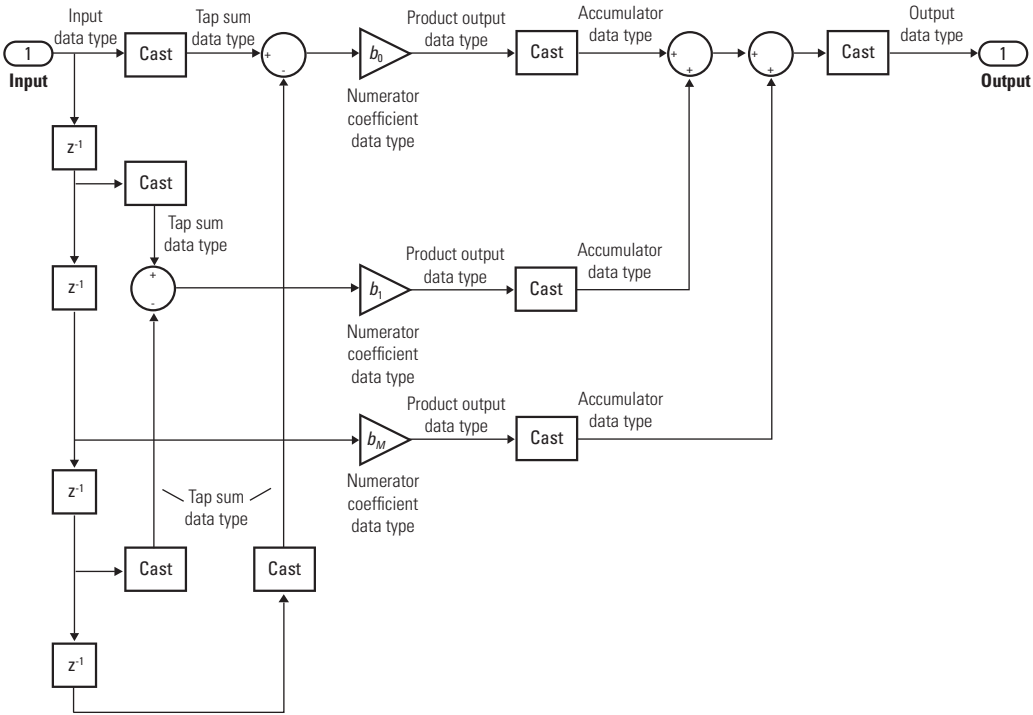 Input
data type
Tap sum
data type
Product output
data type
Accumulator
data type
Output
data type
1
Input
Cast
+
-
b0
Cast
+
+
+
+
Cast
1
Output
Numerator
coefficient
data type
z-1
Cast
Tap sum
data type
z-1
+
-
b1
Product output
data type
Cast
Accumulator
data type
Numerator
coefficient
data type
bM
Product output
data type
Cast
Accumulator
data type
z-1
Tap sum
data type
Numerator
coefficient
data type
Cast
Cast
z-1